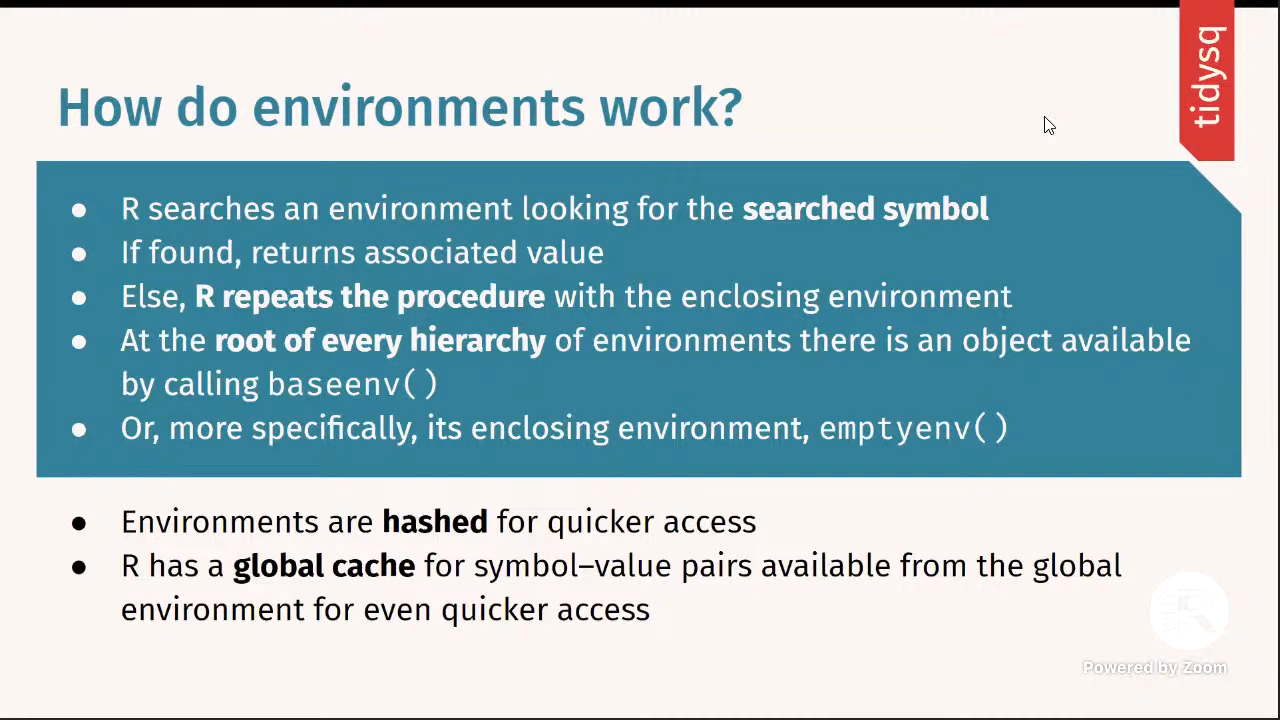 How do environments work?
tidysq
● R searches an environment looking for the searched symbol
● If found, returns associated value
● Else, R repeats the procedure with the enclosing environment
● At the root of every hierarchy of environments there is an object available
by calling baseenv()
● Or, more specifically, its enclosing environment, emptyenv()
● Environments are hashed for quicker access
● R has a global cache for symbol–value pairs available from the global
environment for even quicker access
Powered by Zoom